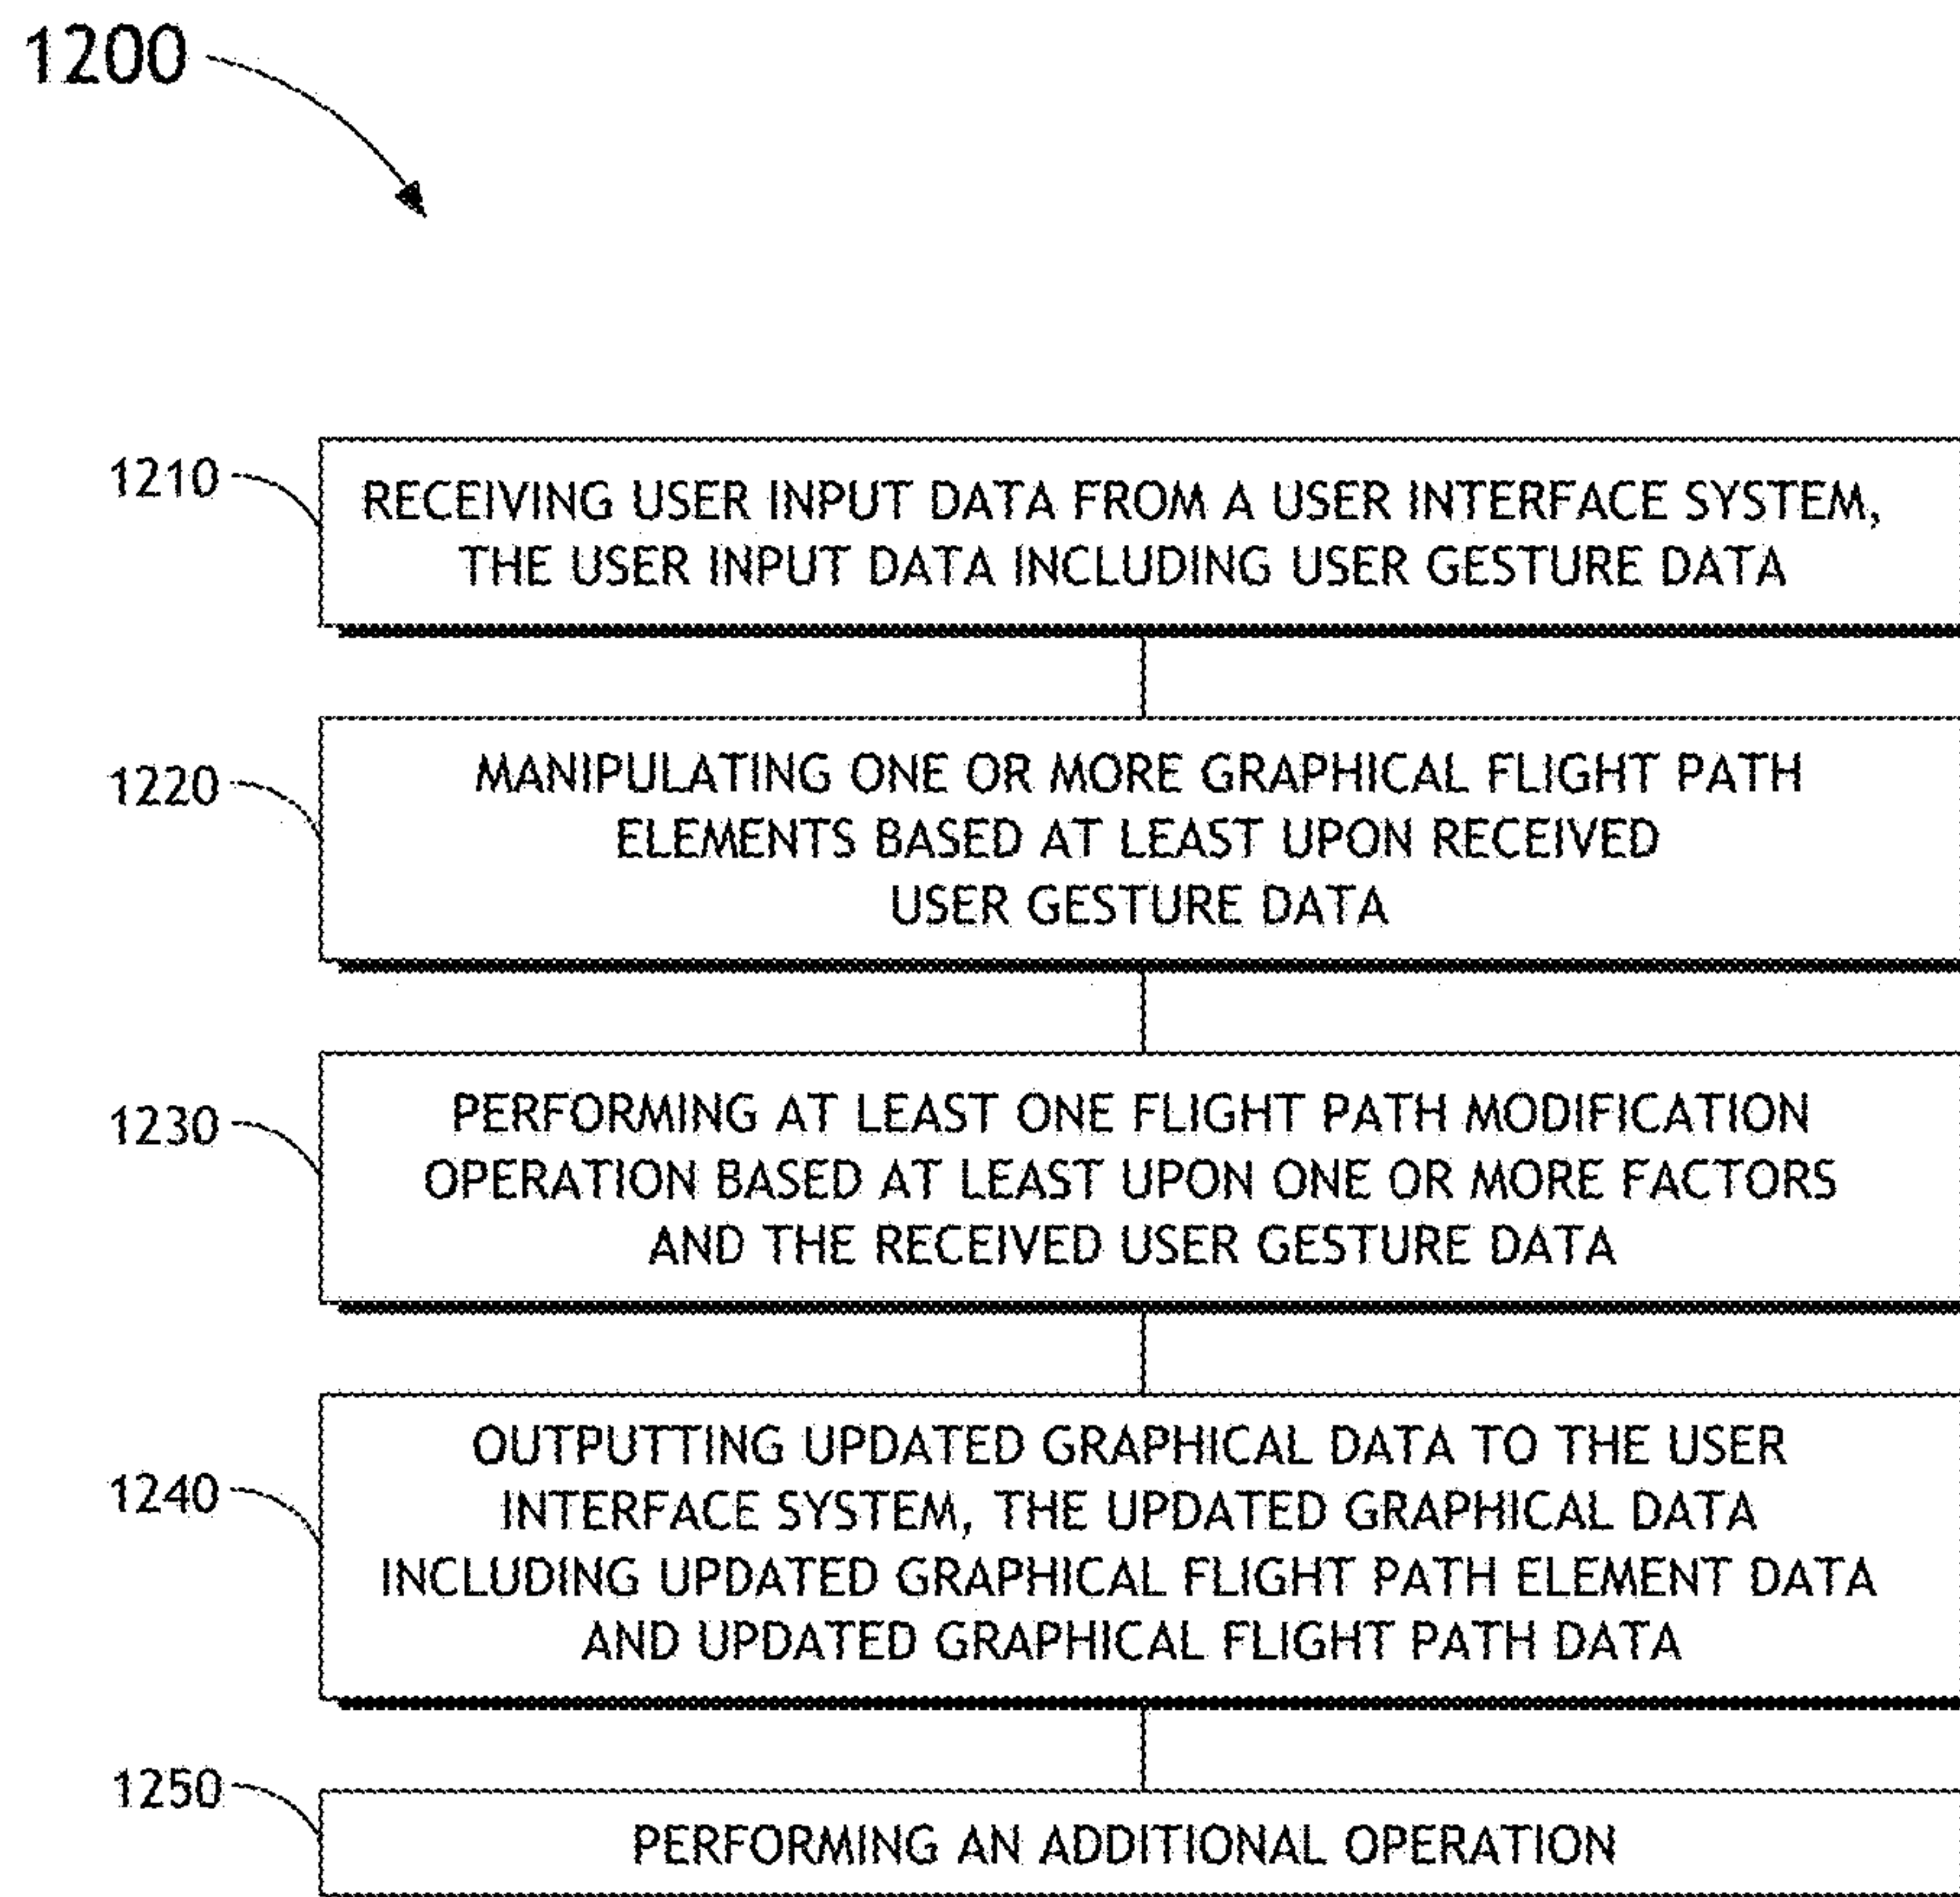 1200
1210
RECEIVING USER INPUT DATA FROM A USER INTERFACE SYSTEM,
THE USER INPUT DATA INCLUDING USER GESTURE DATA
1220
MANIPULATING ONE OR MORE GRAPHICAL FLIGHT PATH
ELEMENTS BASED AT LEAST UPON RECEIVED
USER GESTURE DATA
1230
PERFORMING AT LEAST ONE FLIGHT PATH MODIFICATION
OPERATION BASED AT LEAST UPON ONE OR MORE FACTORS
AND THE RECEIVED USER GESTURE DATA
1240
OUTPUTTING UPDATED GRAPHICAL DATA TO THE USER
INTERFACE SYSTEM, THE UPDATED GRAPHICAL DATA
INCLUDING UPDATED GRAPHICAL FLIGHT PATH ELEMENT DATA
AND UPDATED GRAPHICAL FLIGHT PATH DATA
1250
PERFORMING AN ADDITIONAL OPERATION